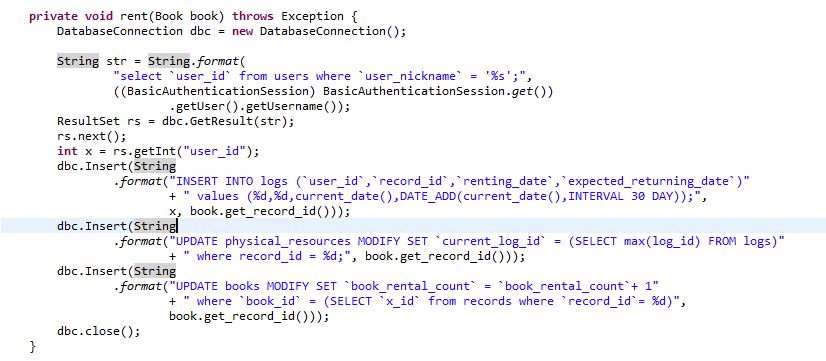 private void rent(Book book) throws Exception {
DatabaseConnection dbc = new DatabaseConnection();
String str = String.format(
"select `user_id` from users where `user_nickname` = '%s';",
((BasicAuthenticationSession) BasicAuthenticationSession.get())
.getUser().getUsername());
ResultSet rs = dbc.GetResult(str);
rs.next();
int x = rs.getInt("user_id");
dbc.Insert(String
.format("INSERT INTO logs (`user_id`,`record_id`,`renting_date`,`expected_returning_date`)"
+ " values (%d,%d,current_date(),DATE_ADD(current_date(),INTERVAL 30 DAY));",
x, book.get_record_id()));
dbc.Insert(String
.format("UPDATE physical_resources MODIFY SET `current_log_id` = (SELECT max(log_id) FROM logs)"
+ " where record_id = %d;", book.get_record_id()));
dbc.Insert(String
.format("UPDATE books MODIFY SET `book_rental_count` = `book_rental_count`+ 1"
+ " where `book_id` = (SELECT `x_id` from records where `record_id`= %d)",
book.get_record_id()));
dbc.close();
}